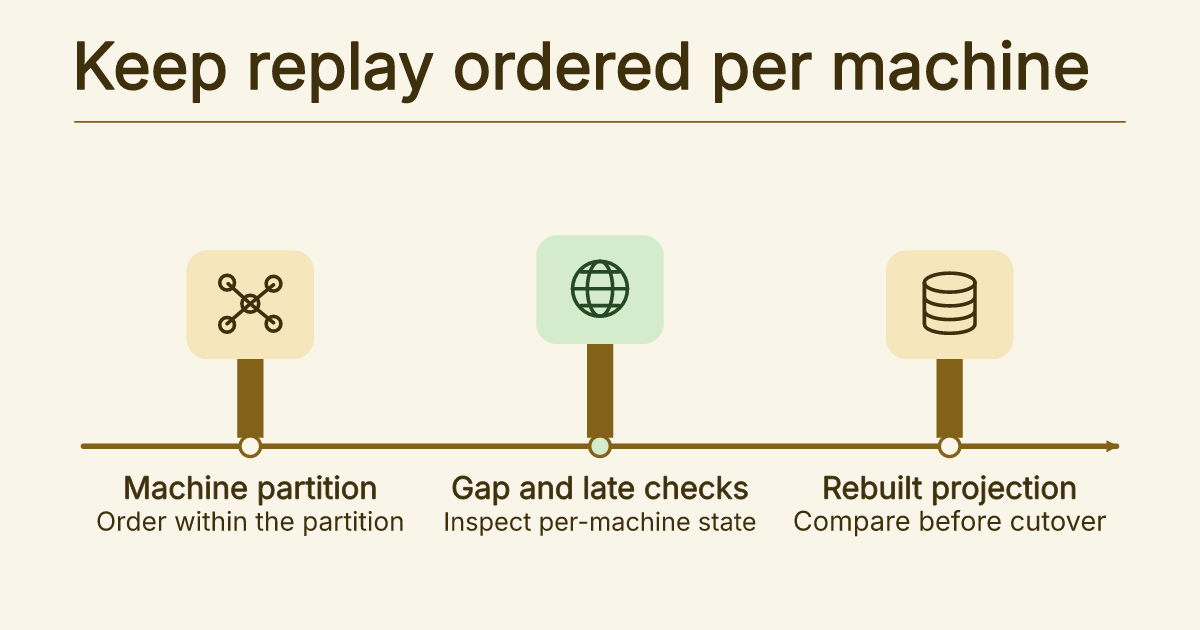 Keep replay ordered per machine
Machine partition
Order within the partition
Gap and late checks
Inspect per-machine state
Rebuilt projection
Compare before cutover